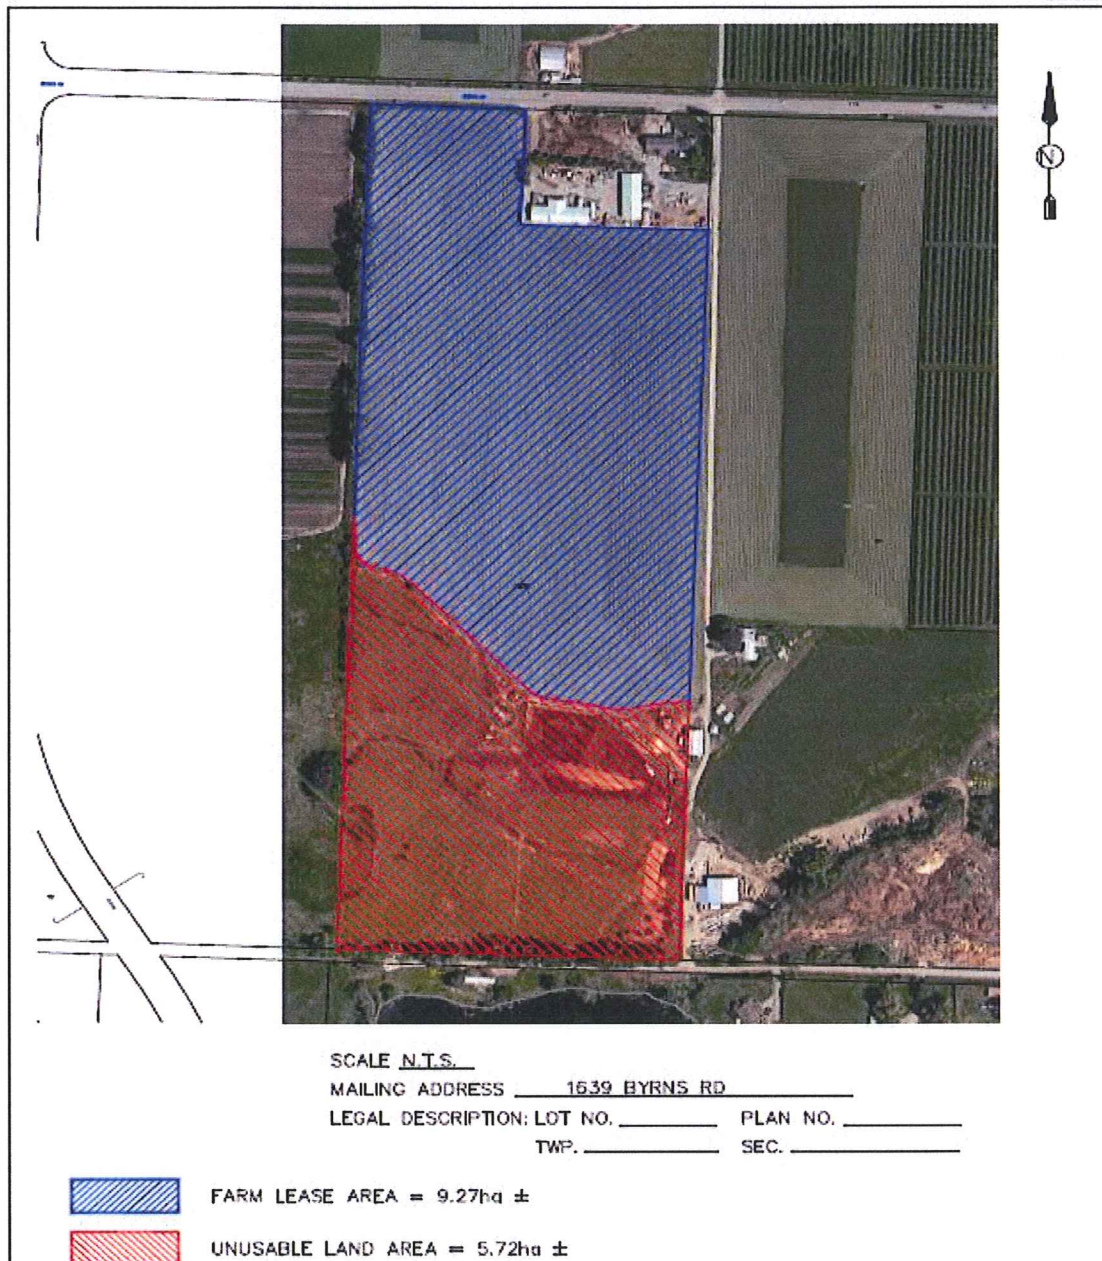 SCALE N.T.S.
MAILING ADDRESS 1639 BYRNS RD
LEGAL DESCRIPTION: LOT NO. PLAN NO.
TWP. SEC.
FARM LEASE AREA = 9.27ha ±
UNUSABLE LAND AREA = 5.72ha ±